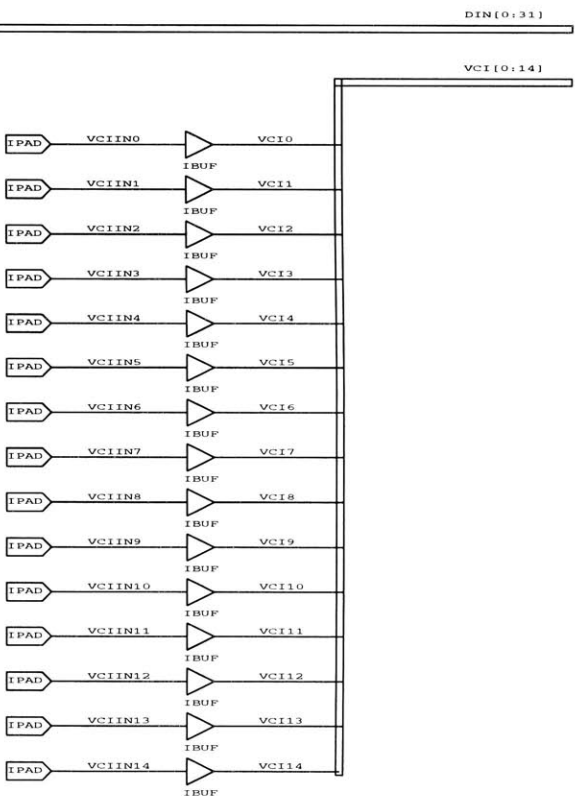 DIN[0:31]
VCI[0:14]
IPAD VCIIN0 VCI0
IBUF
IPAD VCIIN1 VCI1
IBUF
IPAD VCIIN2 VCI2
IBUF
IPAD VCIIN3 VCI3
IBUF
IPAD VCIIN4 VCI4
IBUF
IPAD VCIIN5 VCI5
IBUF
IPAD VCIIN6 VCI6
IBUF
IPAD VCIIN7 VCI7
IBUF
IPAD VCIIN8 VCI8
IBUF
IPAD VCIIN9 VCI9
IBUF
IPAD VCIIN10 VCI10
IBUF
IPAD VCIIN11 VCI11
IBUF
IPAD VCIIN12 VCI12
IBUF
IPAD VCIIN13 VCI13
IBUF
IPAD VCIIN14 VCI14
IBUF